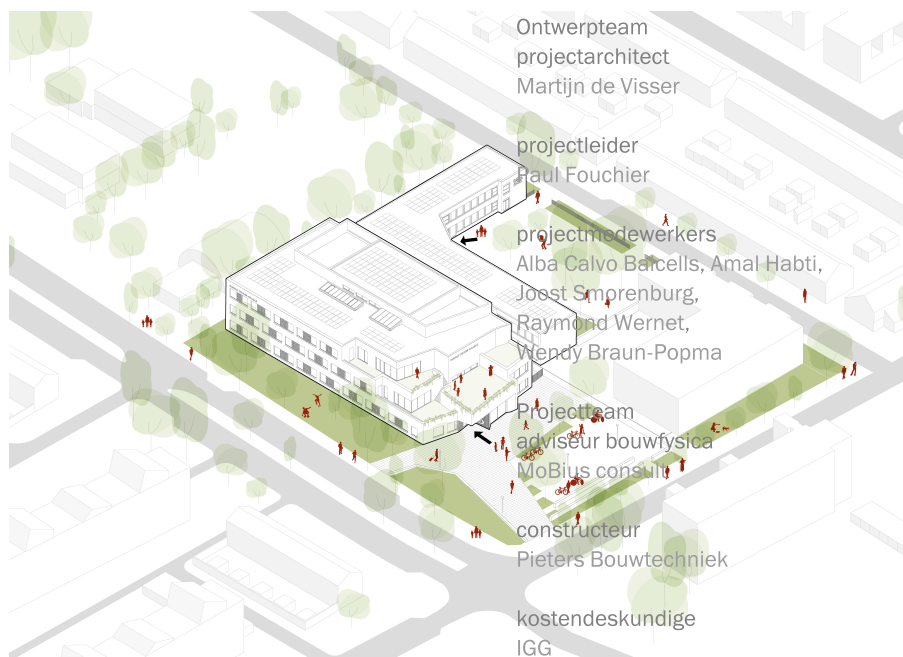 Ontwerpteam
projectarchitect
Martijn de Visser
projectleider
Paul Fouchier
projectmedewerkers
Alba Calvo Balcells, Amal Habti,
Joost Smorenburg,
Raymond Wernet,
Wendy Braun-Popma
Projectteam
adviseur bouwfysica
MoBius consult
constructeur
Pieters Bouwtechniek
kostendeskundige
IGG